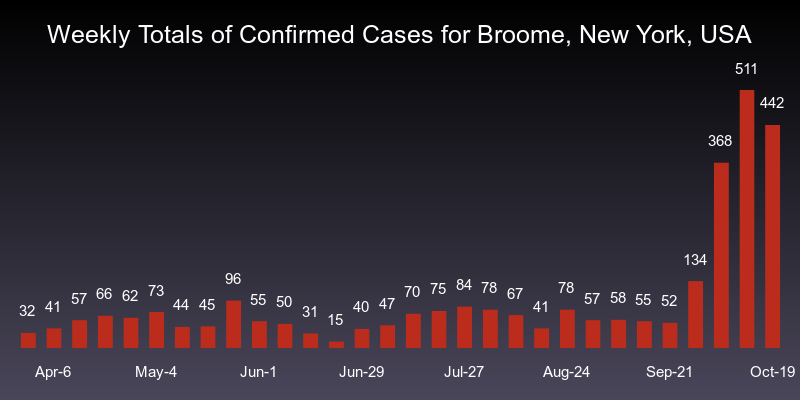 Weekly Totals of Confirmed Cases for Broome, New York, USA
32 41 57 66 62 73 44 45 96 55 50 31 15 40 47 70 75 84 78 67 41 78 57 58 55 52 134 368 511 442
Apr-6 May-4 Jun-1 Jun-29 Jul-27 Aug-24 Sep-21 Oct-19